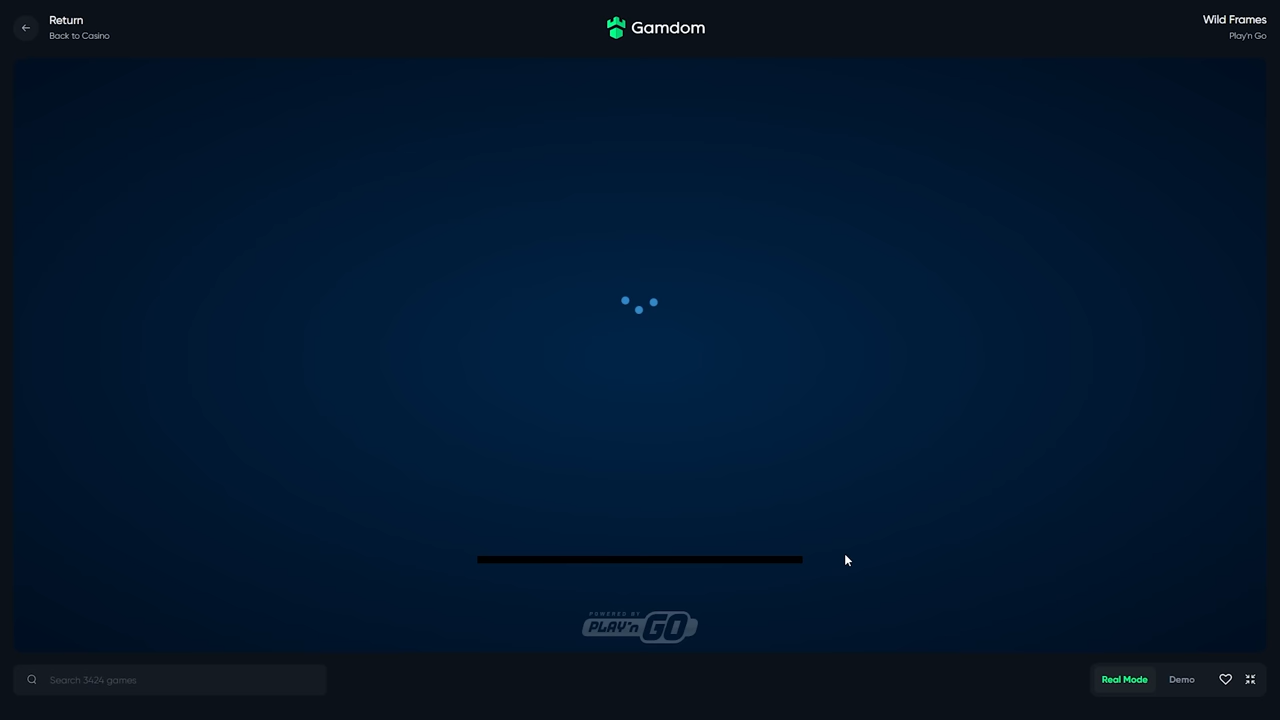 Return
Back to Casino
Gamdom
Wild Frames
Play'n Go
POWERED BY
PLAY'n GO
Search 3424 games
Real Mode
Demo